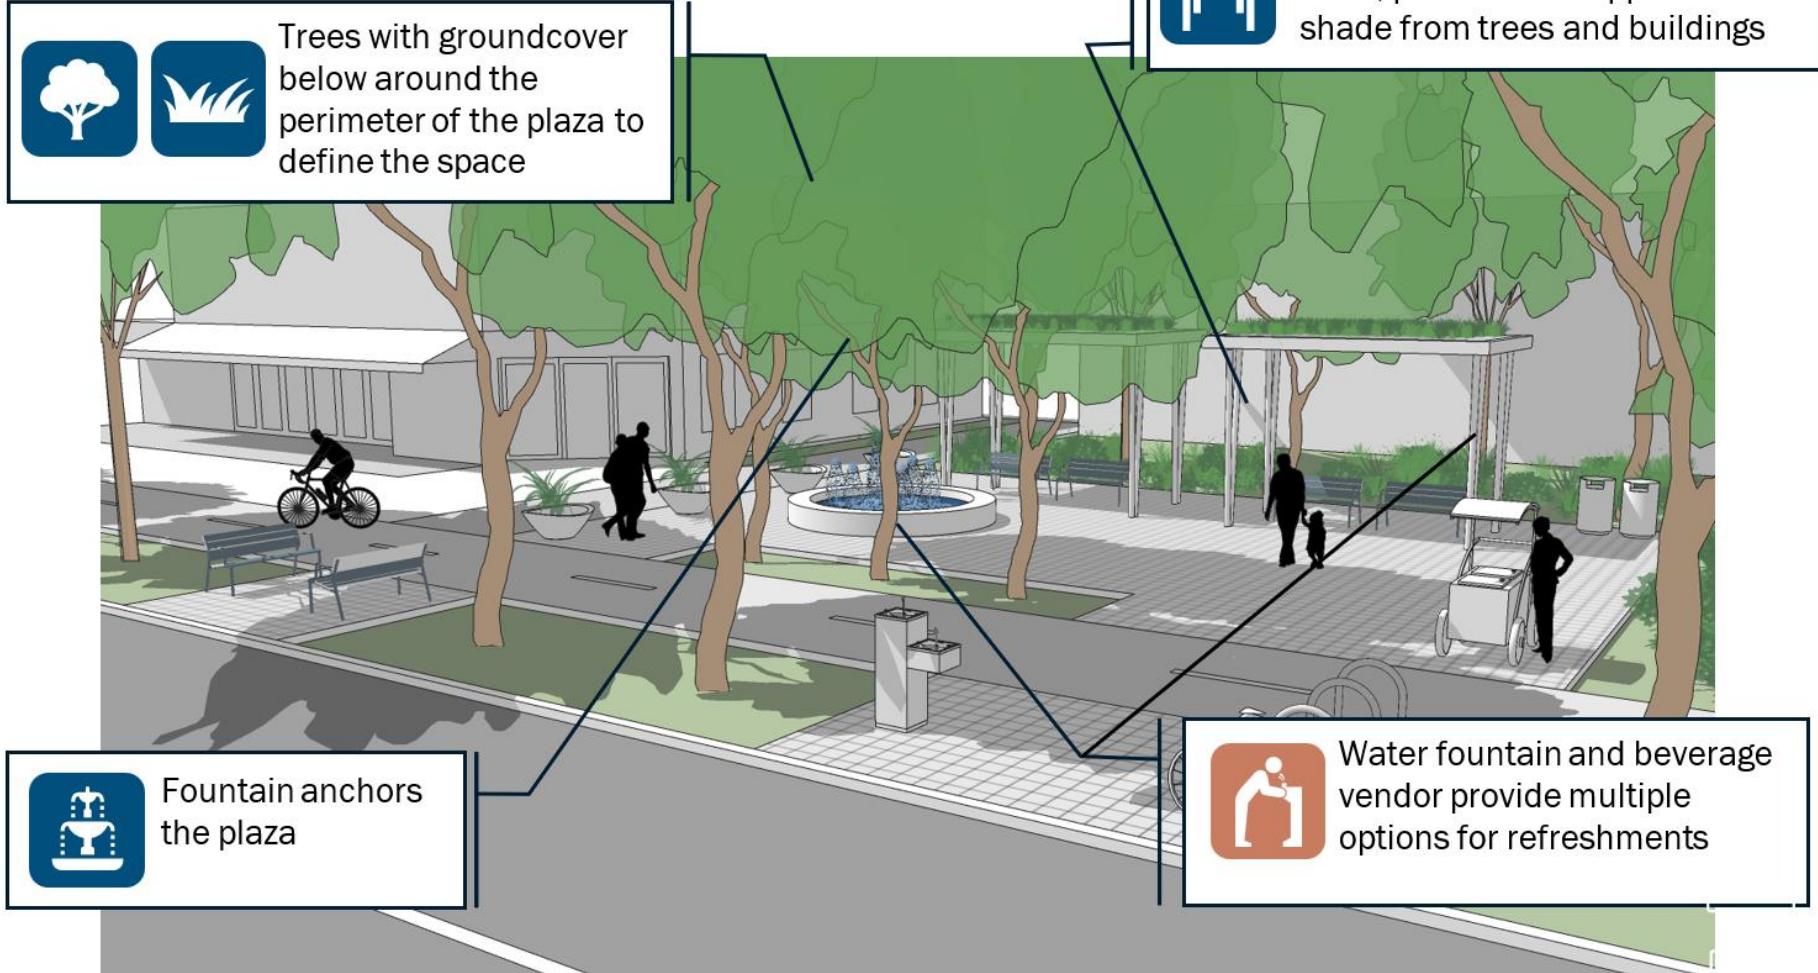 Trees with groundcover
below around the
perimeter of the plaza to
define the space
shade from trees and buildings
Fountain anchors
the plaza
Water fountain and beverage
vendor provide multiple
options for refreshments